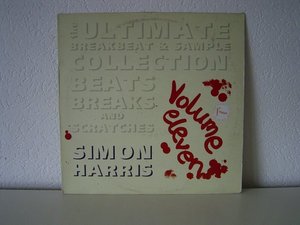 the ULTIMATE
BREAKBEAT & SAMPLE
COLLECTION
BEATS
BREAKS
AND
SCRATCHES
SIMON
HARRIS
Volume
eleven